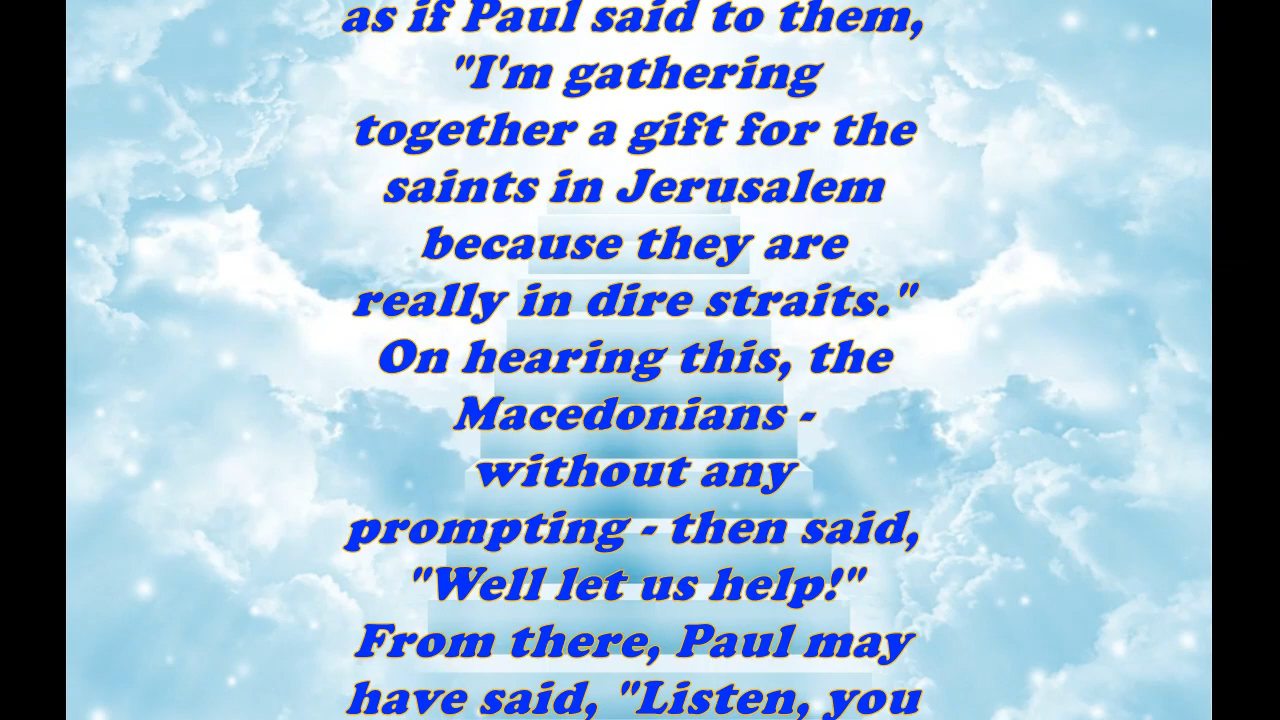 as if Paul said to them,
"I'm gathering
together a gift for the
saints in Jerusalem
because they are
really in dire straits."
On hearing this, the
Macedonians -
without any
prompting - then said,
"Well let us help!"
From there, Paul may
have said, "Listen, you